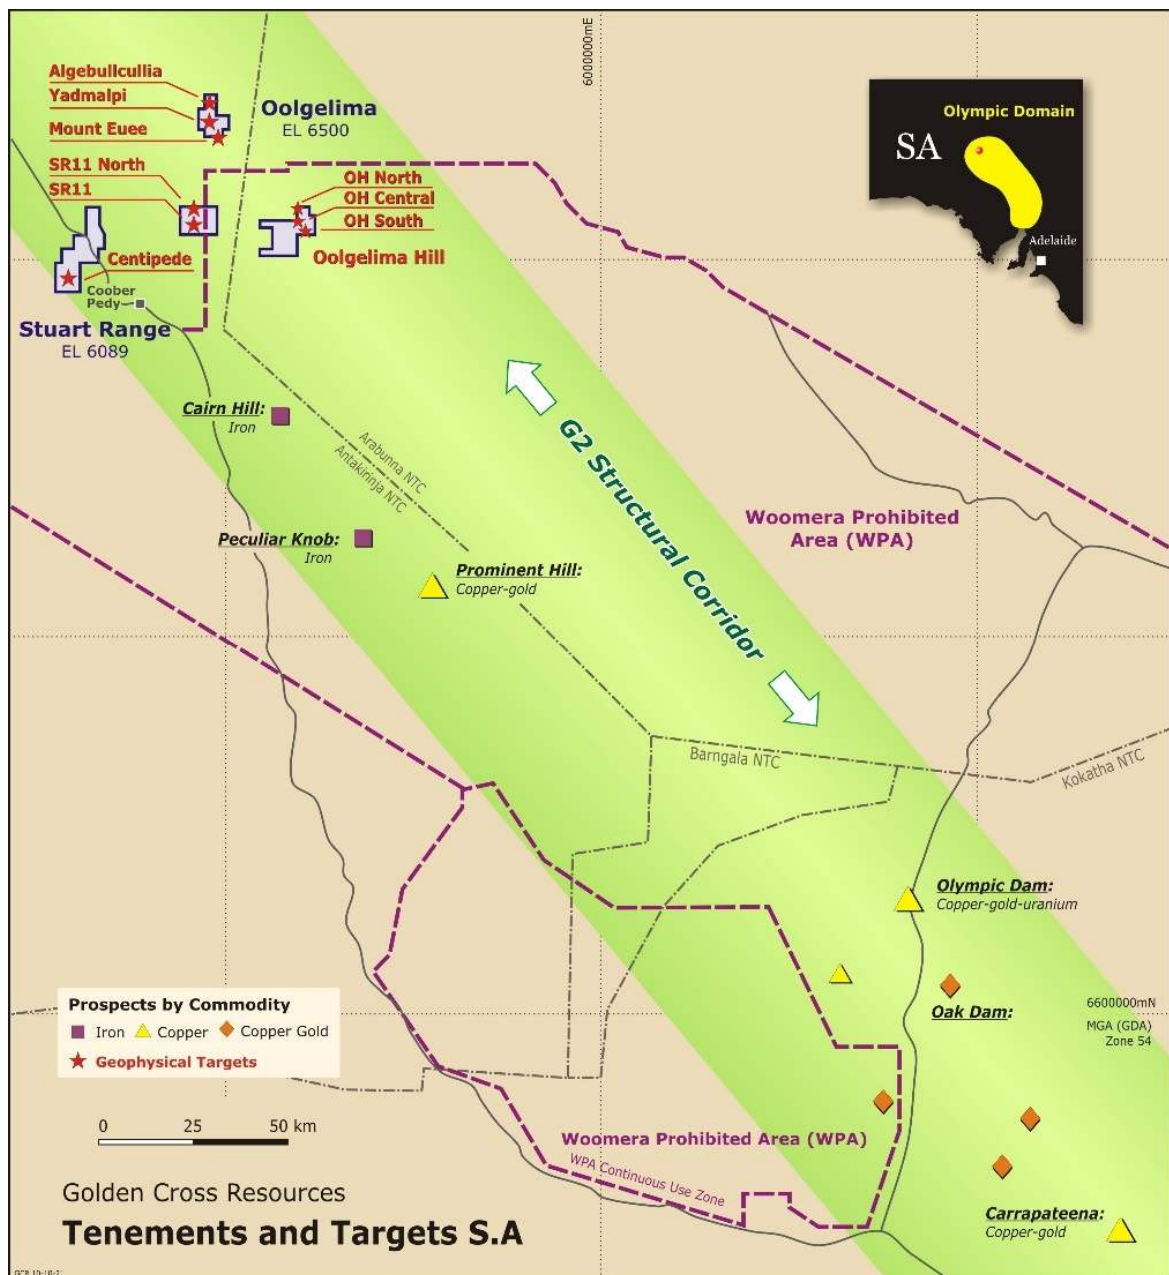 6000000mE
Algebullcullia
Yadmalpi
Mount Euee
Oolgelima
EL 6500
SR11 North
SR11
OH North
OH Central
OH South
Oolgelima Hill
Centipede
Coober
Pedy
Stuart Range
EL 6089
Olympic Domain
SA
Adelaide
Cairn Hill:
Iron
Arabunna NTC
Antakirinja NTC
G2 Structural Corridor
Woomera Prohibited
Area (WPA)
Peculiar Knob:
Iron
Prominent Hill:
Copper-gold
Barngala NTC
Kokatha NTC
Olympic Dam:
Copper-gold-uranium
Oak Dam:
6600000mN
MGA (GDA)
Zone 54
Prospects by Commodity
Iron
Copper
Copper Gold
Geophysical Targets
0 25 50 km
Woomera Prohibited Area (WPA)
WPA Continuous Use Zone
Carrapateena:
Copper-gold
Golden Cross Resources
Tenements and Targets S.A